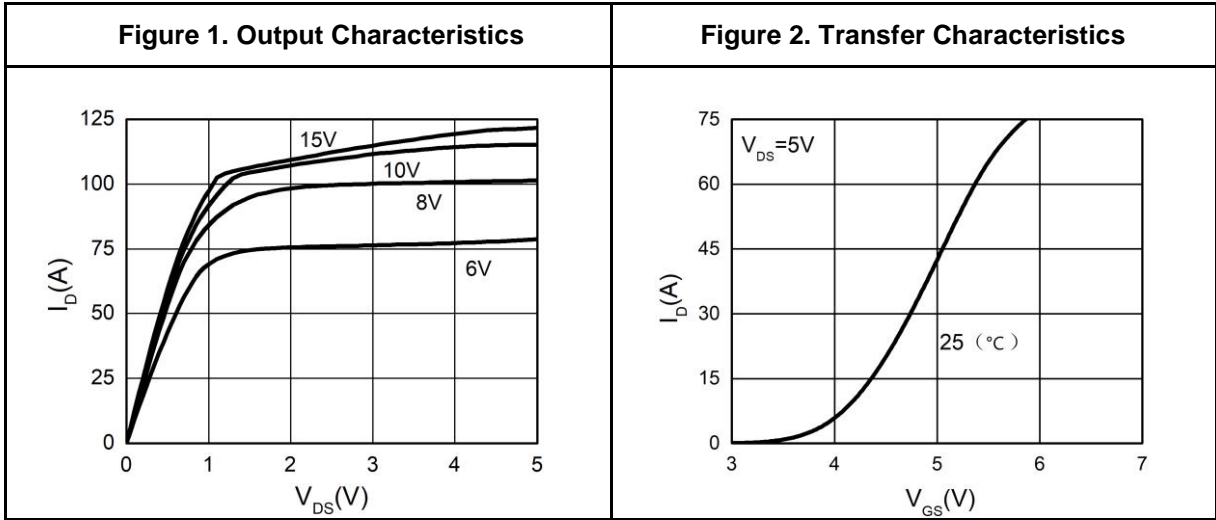 Figure 1. Output Characteristics
Figure 2. Transfer Characteristics
125
100
75
50
25
0
I_D(A)
15V
10V
8V
6V
0 1 2 3 4 5
V_DS(V)
75
60
45
30
15
0
I_D(A)
V_DS=5V
25（℃）
3 4 5 6 7
V_GS(V)